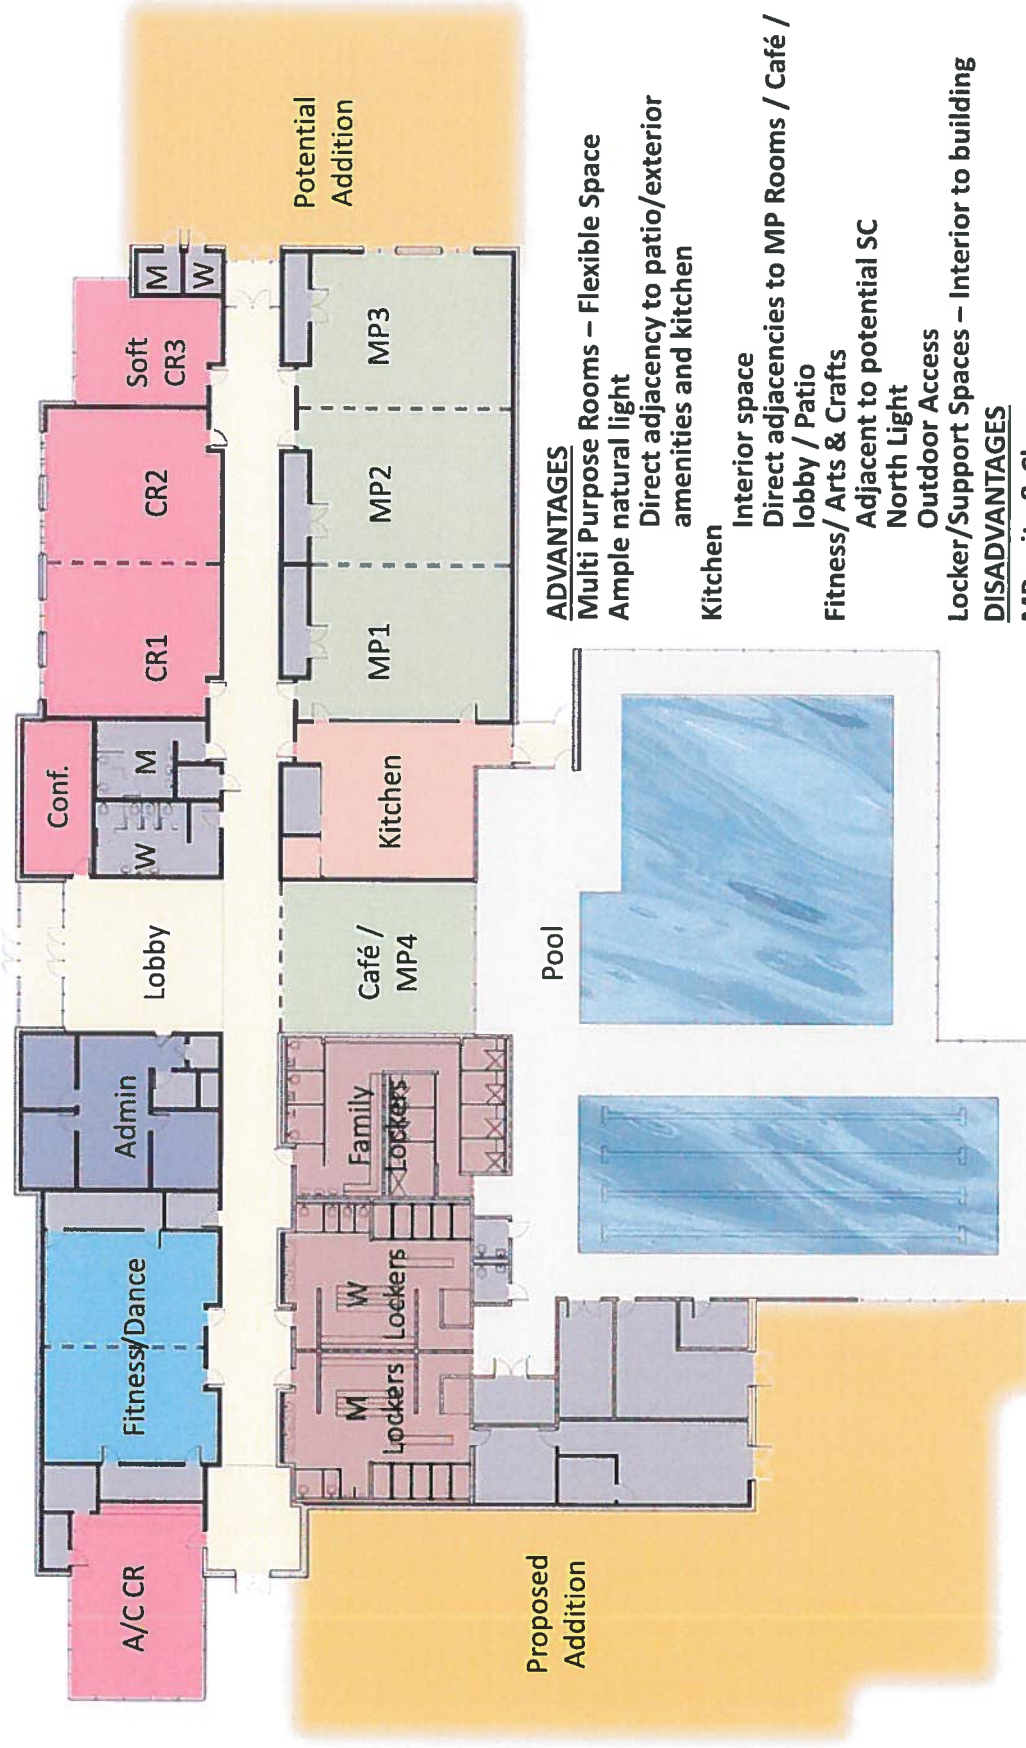 A/C CR
Fitness/Dance
Admin
Lobby
Conf.
W
M
CR1
CR2
Soft
CR3
M
W
Potential
Addition
M
Lockers
W
Lockers
Family
Lockers
Café /
MP4
Kitchen
MP1
MP2
MP3
Proposed
Addition
Pool
ADVANTAGES
Multi Purpose Rooms – Flexible Space
Ample natural light
Direct adjacency to patio/exterior
amenities and kitchen
Kitchen
Interior space
Direct adjacencies to MP Rooms / Café /
lobby / Patio
Fitness/ Arts & Crafts
Adjacent to potential SC
North Light
Outdoor Access
Locker/Support Spaces – Interior to building
DISADVANTAGES